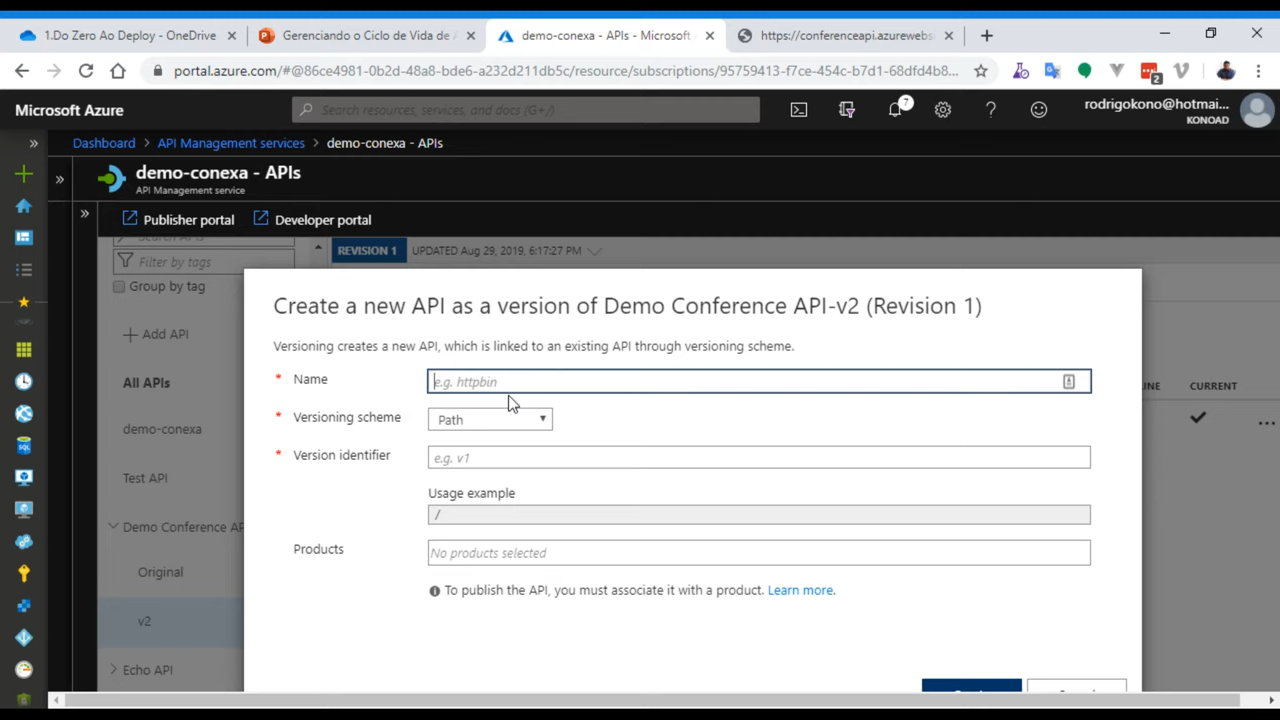 1.Do Zero Ao Deploy - OneDrive
Gerenciando o Ciclo de Vida de A
demo-conexa - APIs - Microsoft
https://conferenceapi.azurewebs
portal.azure.com/#@86ce4981-0b2d-48a8-b4e6-a232d211db5c/resource/subscriptions/95759413-f7ce-454c-b7d1-68dfd4b8...
2
Microsoft Azure
Search resources, services, and docs (G+/)
7
rodrigokono@hotmai...
KONOAD
Dashboard > API Management services > demo-conexa - APIs
demo-conexa - APIs
API Management service
Publisher portal
Developer portal
Search APIs
REVISION 1
UPDATED Aug 29, 2019, 6:17:27 PM
Filter by tags
Group by tag
Add API
All APIs
demo-conexa
Test API
Demo Conference AP
Original
v2
Echo API
Create a new API as a version of Demo Conference API-v2 (Revision 1)
Versioning creates a new API, which is linked to an existing API through versioning scheme.
* Name
e.g. httpbin
* Versioning scheme
Path
* Version identifier
e.g. v1
Usage example
/
Products
No products selected
To publish the API, you must associate it with a product. Learn more.
INE
CURRENT